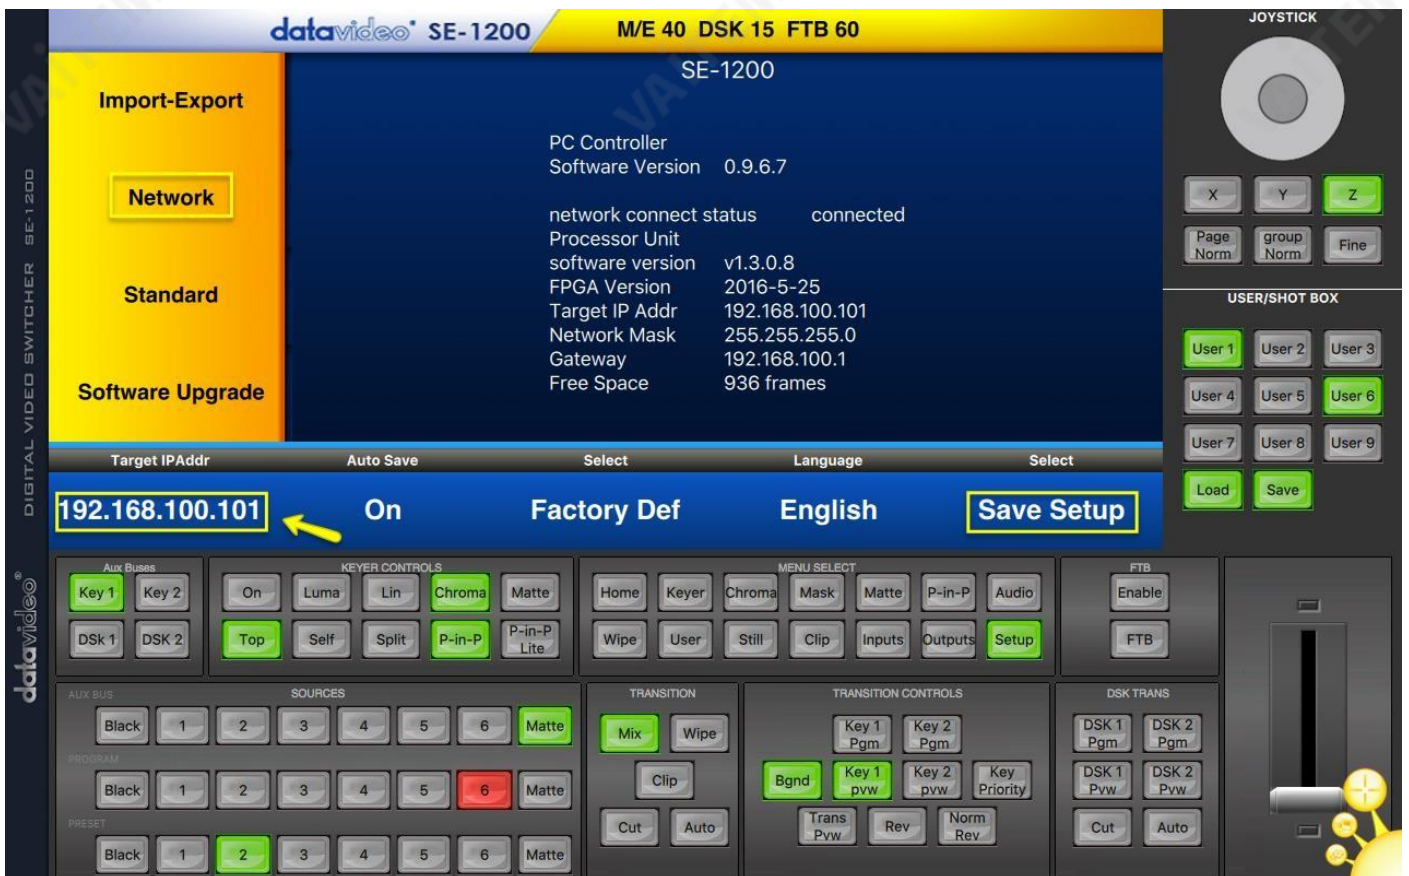 datavideo® SE-1200 M/E 40 DSK 15 FTB 60
SE-1200
Import-Export
Network
Standard
Software Upgrade
PC Controller
Software Version 0.9.6.7
network connect status connected
Processor Unit
software version v1.3.0.8
FPGA Version 2016-5-25
Target IP Addr 192.168.100.101
Network Mask 255.255.255.0
Gateway 192.168.100.1
Free Space 936 frames
Target IPAddr Auto Save Select Language Select
192.168.100.101 On Factory Def English Save Setup
JOYSTICK
X Y Z
Page Norm group Norm Fine
USER/SHOT BOX
User 1 User 2 User 3
User 4 User 5 User 6
User 7 User 8 User 9
Load Save
DIGITAL VIDEO SWITCHER SE-1200
datavideo®
Aux Buses
Key 1 Key 2
DSk 1 DSK 2
KEYER CONTROLS
On Luma Lin Chroma Matte
Top Self Split P-in-P P-in-P Lite
MENU SELECT
Home Keyer Chroma Mask Matte P-in-P Audio
Wipe User Still Clip Inputs Outputs Setup
FTB
Enable
FTB
AUX BUS SOURCES
Black 1 2 3 4 5 6 Matte
PROGRAM
Black 1 2 3 4 5 6 Matte
PRESET
Black 1 2 3 4 5 6 Matte
TRANSITION
Mix Wipe
Clip
Cut Auto
TRANSITION CONTROLS
Key 1 Pgm Key 2 Pgm
Bgnd Key 1 pvw Key 2 pvw Key Priority
Trans Pvw Rev Norm Rev
DSK TRANS
DSK 1 Pgm DSK 2 Pgm
DSK 1 Pvw DSK 2 Pvw
Cut Auto